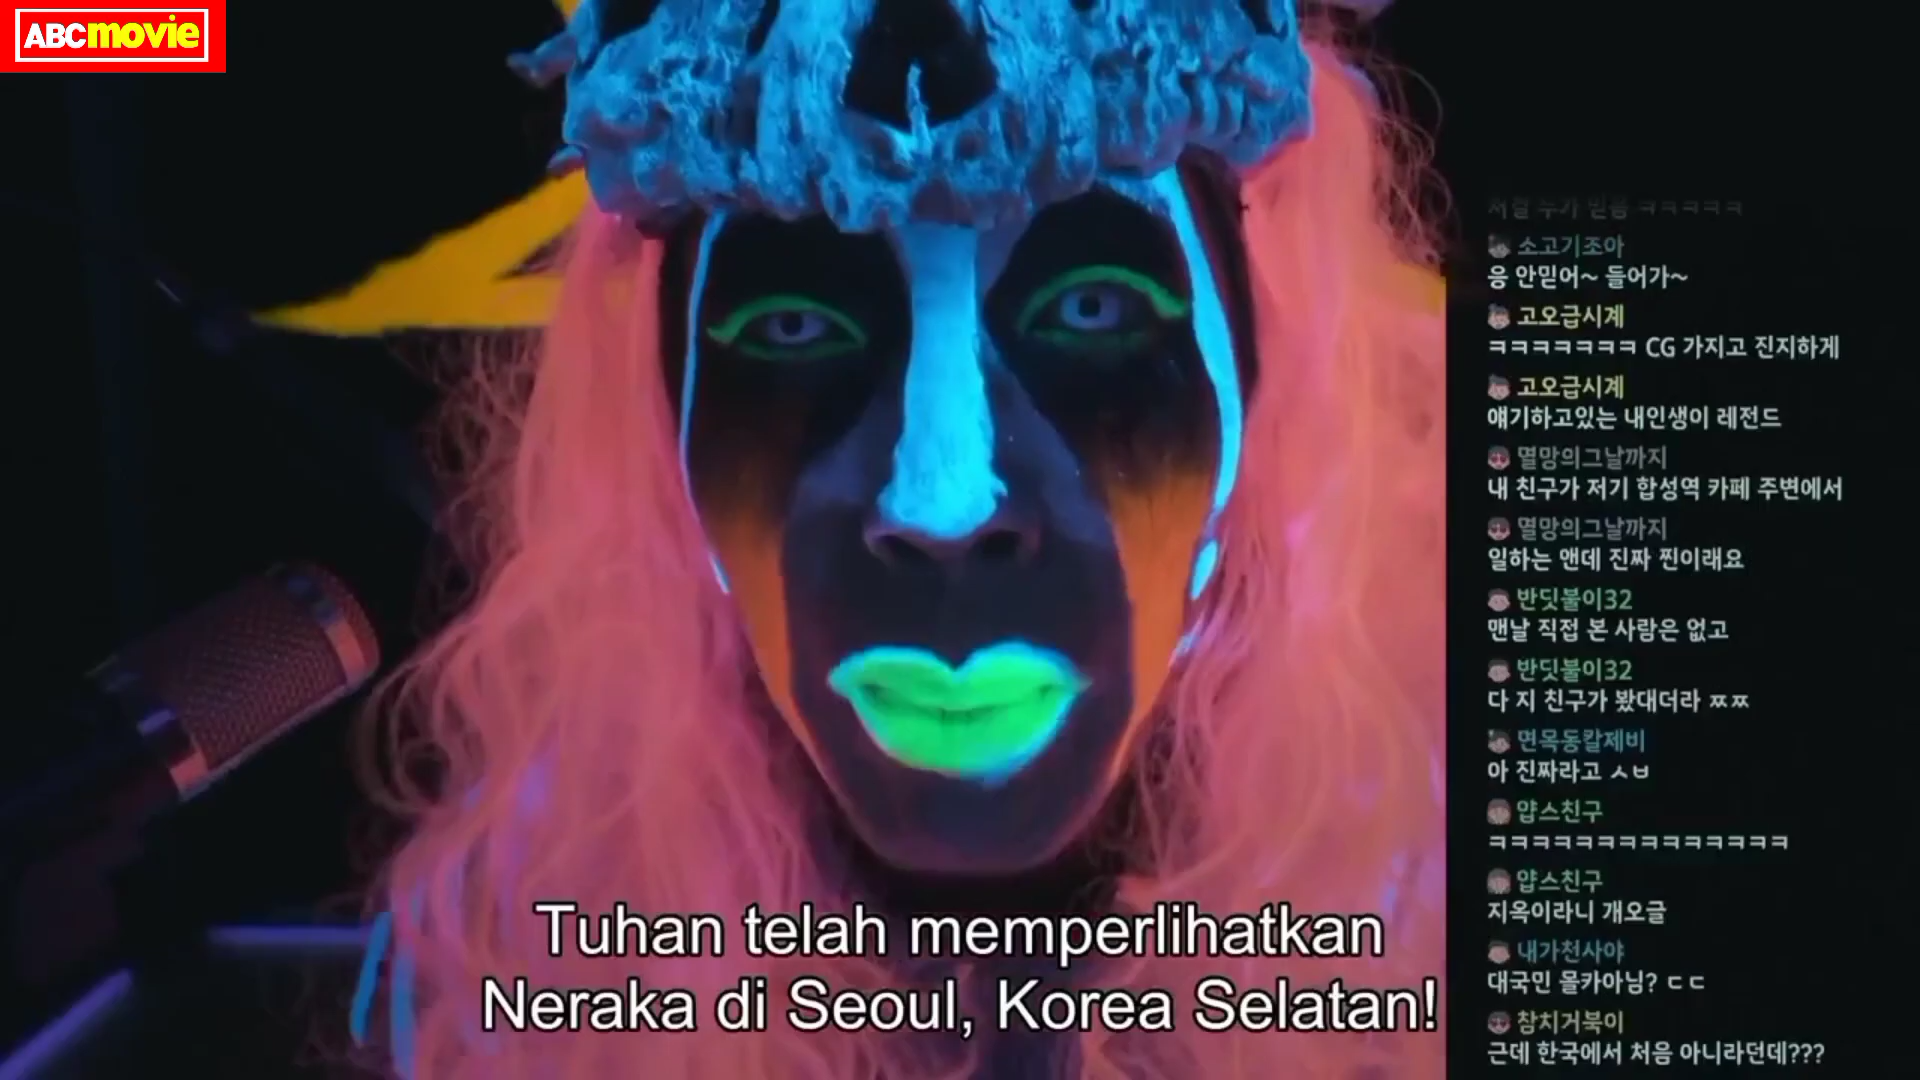 ABCmovie
소고기조아
응 안믿어~ 들어가~
고오급시계
ㅋㅋㅋㅋㅋㅋㅋ CG 가지고 진지하게
고오급시계
얘기하고있는 내인생이 레전드
멸망의그날까지
내 친구가 저기 합성역 카페 주변에서
멸망의그날까지
일하는 앤데 진짜 찐이래요
반딧불이32
맨날 직접 본 사람은 없고
반딧불이32
다 지 친구가 봤대더라 ㅉㅉ
면목동칼제비
아 진짜라고 ㅅㅂ
얍스친구
ㅋㅋㅋㅋㅋㅋㅋㅋㅋㅋㅋㅋㅋㅋ
얍스친구
지옥이라니 개오글
내가천사야
대국민 몰카아님? ㄷㄷ
참치거북이
근데 한국에서 처음 아니라던데???
Tuhan telah memperlihatkan
Neraka di Seoul, Korea Selatan!